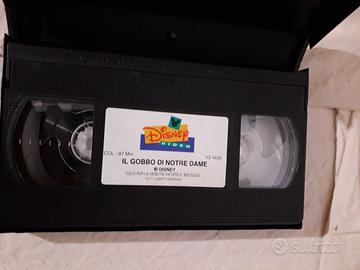 DISNEY
VIDEO
COL. / 87 Min.
VS 4646
IL GOBBO DI NOTRE DAME
© DISNEY
SOLO PER LA VENDITA VIETATO IL NOLEGGIO
TUTTI I DIRITTI RISERVATI
subito